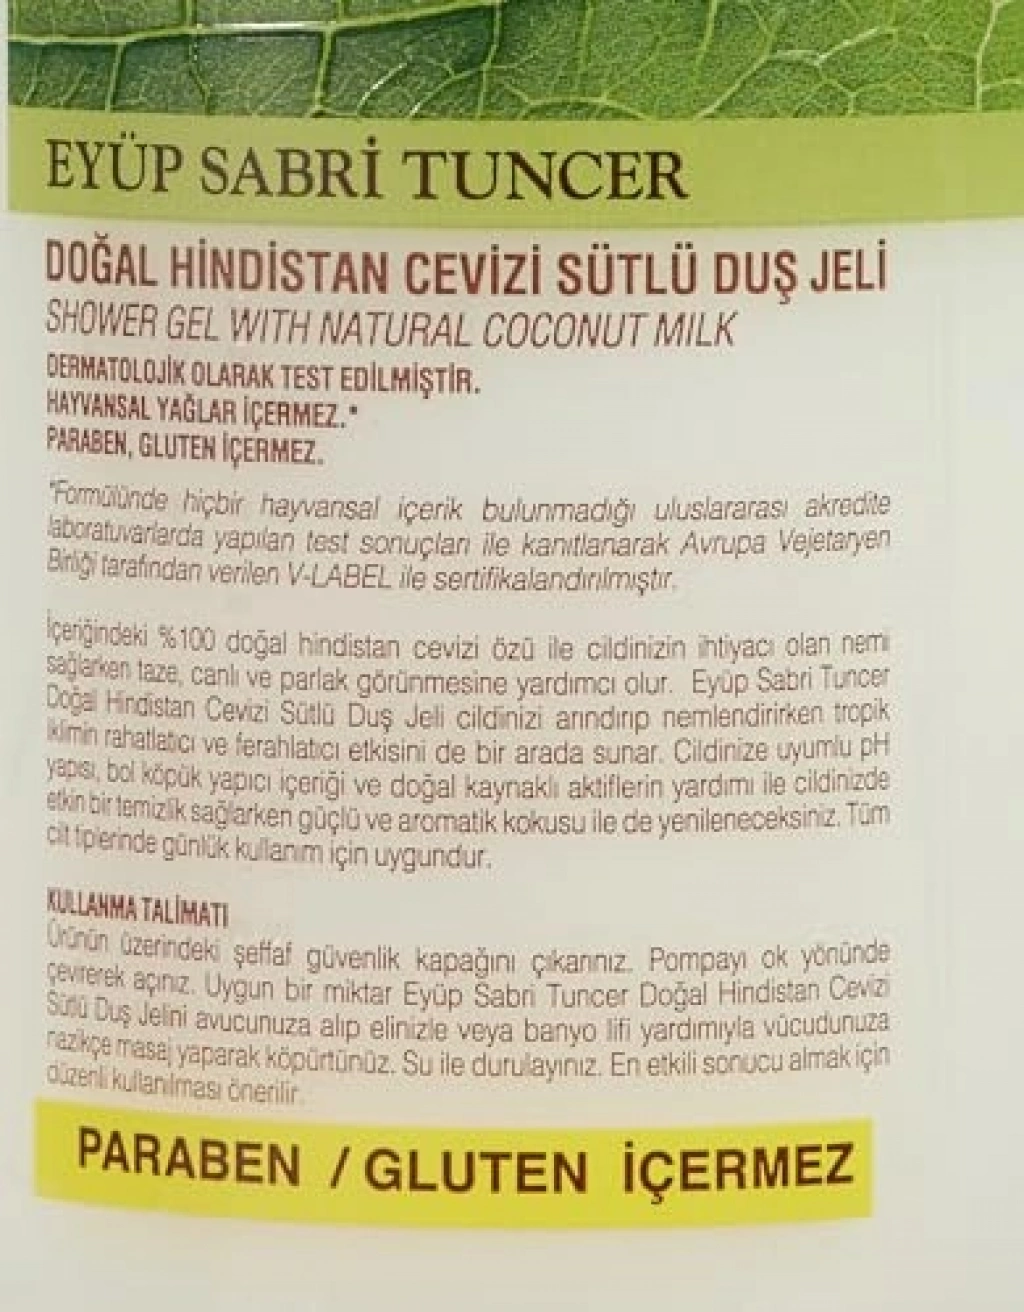 EYÜP SABRİ TUNCER
DOĞAL HİNDİSTAN CEVİZİ SÜTLÜ DUŞ JELİ
SHOWER GEL WITH NATURAL COCONUT MILK
DERMATOLOJİK OLARAK TEST EDİLMİŞTİR.
HAYVANSAL YAĞLAR İÇERMEZ.*
PARABEN, GLUTEN İÇERMEZ.
*Formülünde hiçbir hayvansal içerik bulunmadığı uluslararası akredite
laboratuvarlarda yapılan test sonuçları ile kanıtlanarak Avrupa Vejetaryen
Birliği tarafından verilen V-LABEL ile sertifikalandırılmıştır.
İçeriğindeki %100 doğal hindistan cevizi özü ile cildinizin ihtiyacı olan nemi
sağlarken taze, canlı ve parlak görünmesine yardımcı olur. Eyüp Sabri Tuncer
Doğal Hindistan Cevizi Sütlü Duş Jeli cildinizi arındırıp nemlendirirken tropik
iklimin rahatlatıcı ve ferahlatıcı etkisini de bir arada sunar. Cildinize uyumlu pH
yapısı, bol köpük yapıcı içeriği ve doğal kaynaklı aktiflerin yardımı ile cildinizde
etkin bir temizlik sağlarken güçlü ve aromatik kokusu ile de yenileneceksiniz. Tüm
cilt tiplerinde günlük kullanım için uygundur.
KULLANMA TALİMATI
Ürünün üzerindeki şeffaf güvenlik kapağını çıkarınız. Pompayı ok yönünde
çevirerek açınız. Uygun bir miktar Eyüp Sabri Tuncer Doğal Hindistan Cevizi
Sütlü Duş Jelini avucunuza alıp elinizle veya banyo lifi yardımıyla vücudunuza
nazikçe masaj yaparak köpürtünüz. Su ile durulayınız. En etkili sonucu almak için
düzenli kullanılması önerilir.
PARABEN / GLUTEN İÇERMEZ